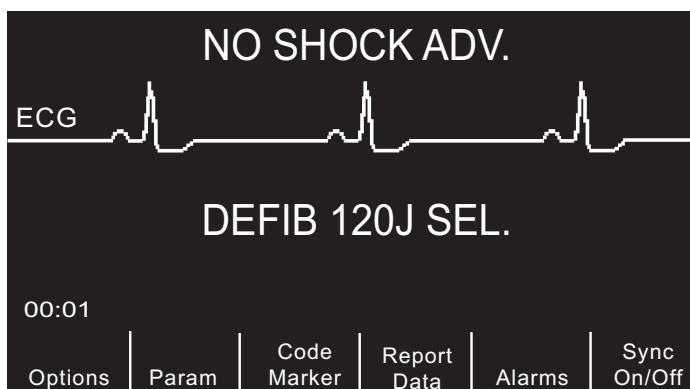 NO SHOCK ADV.
ECG
DEFIB 120J SEL.
00:01
Options
Param
Code
Marker
Report
Data
Alarms
Sync
On/Off